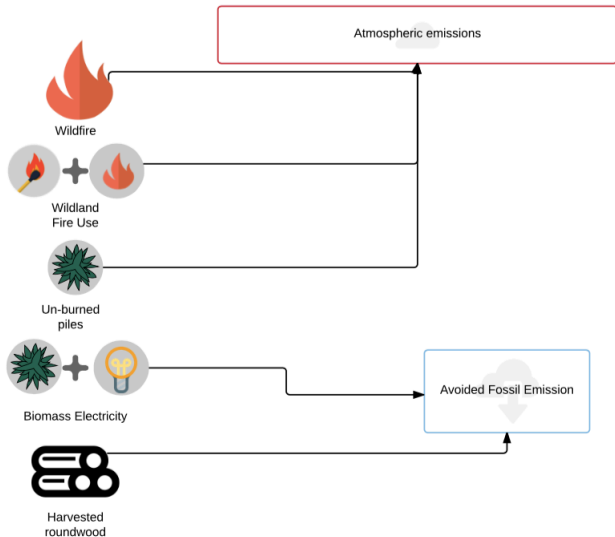 Atmospheric emissions
Wildfire
Wildland
Fire Use
Un-burned
piles
Biomass Electricity
Avoided Fossil Emission
Harvested
roundwood